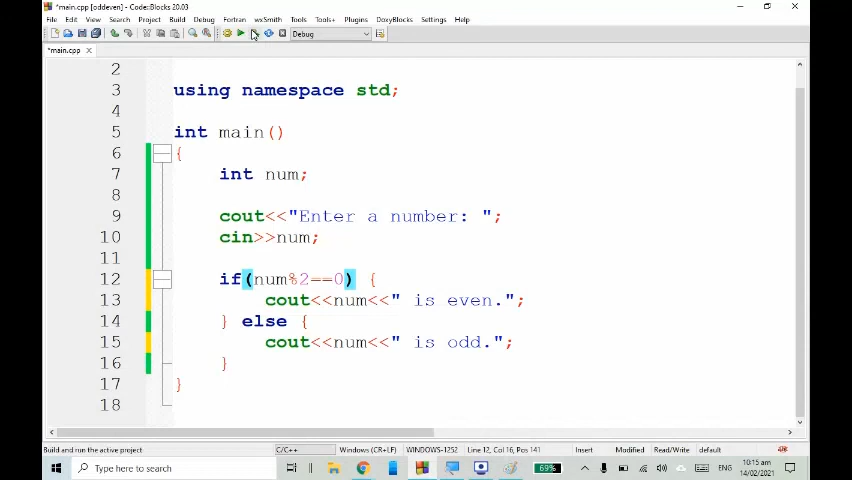 *main.cpp [oddeven] - Code::Blocks 20.03
File Edit View Search Project Build Debug Fortran wxSmith Tools Tools+ Plugins DoxyBlocks Settings Help
Debug
*main.cpp
2
3 using namespace std;
4
5 int main()
6 {
7 int num;
8
9 cout<<"Enter a number: ";
10 cin>>num;
11
12 if(num%2==0) {
13 cout<<num<<" is even.";
14 } else {
15 cout<<num<<" is odd.";
16 }
17 }
18
Build and run the active project C/C++ Windows (CR+LF) WINDOWS-1252 Line 12, Col 16, Pos 141 Insert Modified Read/Write default
Type here to search 69% ENG 10:15 am
14/02/2021